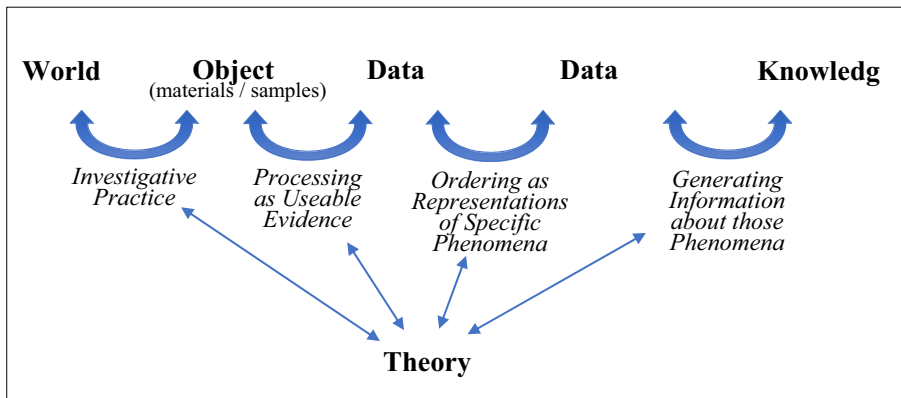 World Object Data Data Knowledg
(materials / samples)
Investigative
Practice
Processing
as Useable
Evidence
Ordering as
Representations
of Specific
Phenomena
Generating
Information
about those
Phenomena
Theory